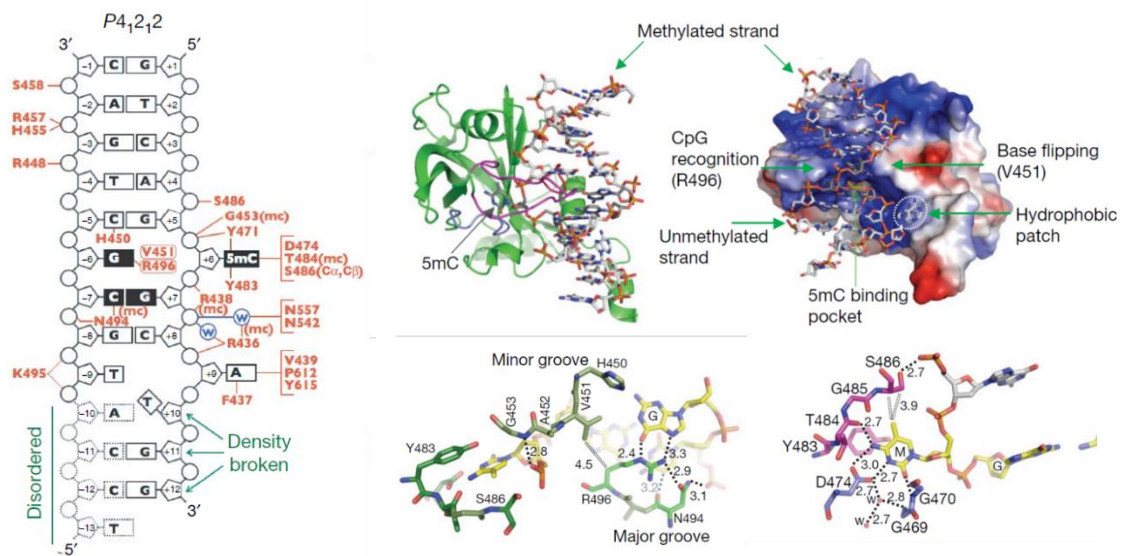 P4₁2₁2
3′ 5′
−1 C G +1
S458
−2 A T +2
R457
H455
−3 G C +3
R448
−4 T A +4
S486
−5 C G +5
G453(mc)
H450
Y471
−6 G
V451
R496
+6 5mC
D474
T484(mc)
S486(Cα,Cβ)
Y483
−7 C G +7
R438
(mc)
(mc)
N494
W
(mc)
N557
N542
W
R436
−8 G C +8
K495
−9 T
+9 A
V439
P612
Y615
F437
−10 A
T +10
−11 C G +11
−12 C G +12
−13 T
Density
broken
Disordered
3′
5′
Methylated strand
CpG
recognition
(R496)
Base flipping
(V451)
Unmethylated
strand
Hydrophobic
patch
5mC
5mC binding
pocket
Minor groove
H450
V451
A452
G453
G
Y483
2.8
4.5
2.4
3.3
2.9
3.2
3.1
S486
R496
N494
Major groove
S486
2.7
G485
3.9
T484
2.7
Y483
M
G
3.0
2.7
D474
2.7
2.8
G470
W
W
2.7
G469